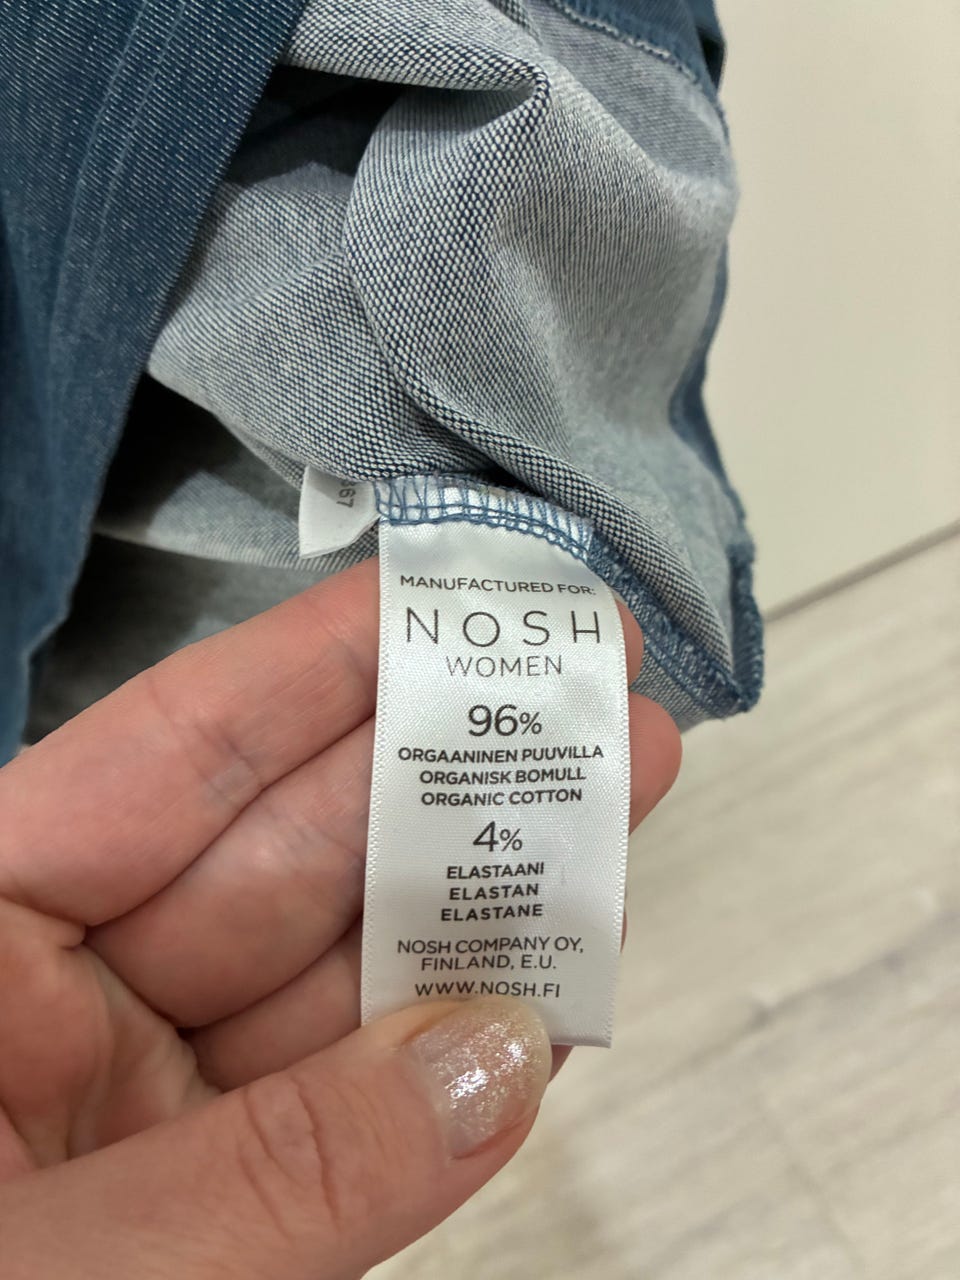 367
MANUFACTURED FOR:
NOSH
WOMEN
96%
ORGAANINEN PUUVILLA
ORGANISK BOMULL
ORGANIC COTTON
4%
ELASTAANI
ELASTAN
ELASTANE
NOSH COMPANY OY,
FINLAND, E.U.
WWW.NOSH.FI